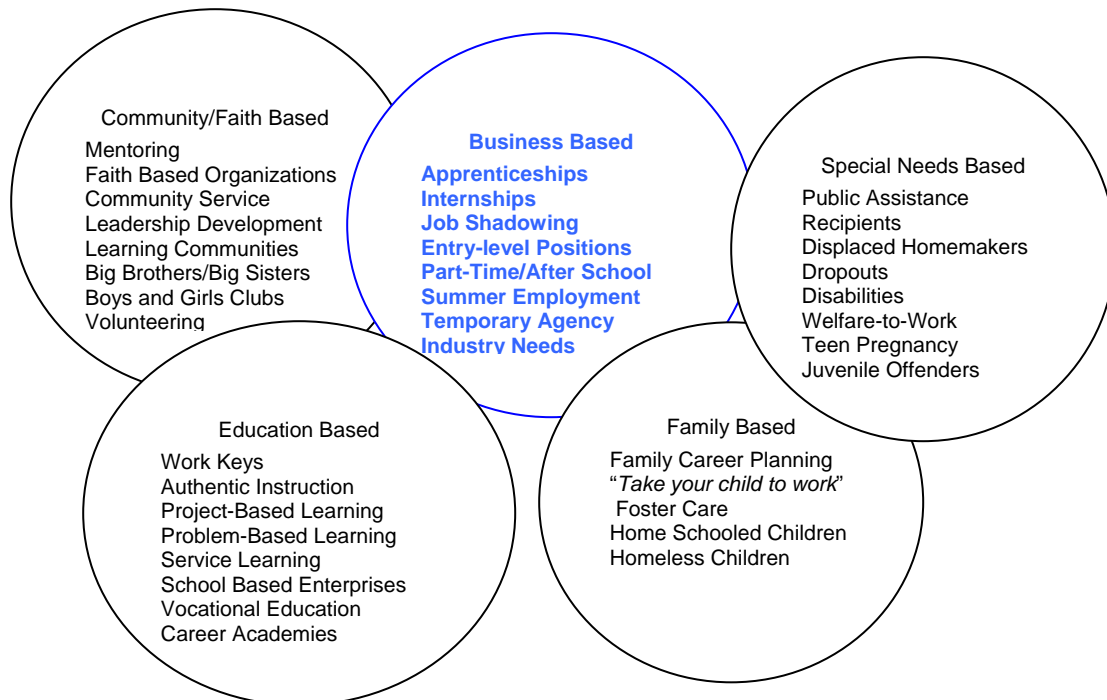 Community/Faith Based
Mentoring
Faith Based Organizations
Community Service
Leadership Development
Learning Communities
Big Brothers/Big Sisters
Boys and Girls Clubs
Volunteering
Business Based
Apprenticeships
Internships
Job Shadowing
Entry-level Positions
Part-Time/After School
Summer Employment
Temporary Agency
Industry Needs
Special Needs Based
Public Assistance
Recipients
Displaced Homemakers
Dropouts
Disabilities
Welfare-to-Work
Teen Pregnancy
Juvenile Offenders
Education Based
Work Keys
Authentic Instruction
Project-Based Learning
Problem-Based Learning
Service Learning
School Based Enterprises
Vocational Education
Career Academies
Family Based
Family Career Planning
“Take your child to work”
Foster Care
Home Schooled Children
Homeless Children